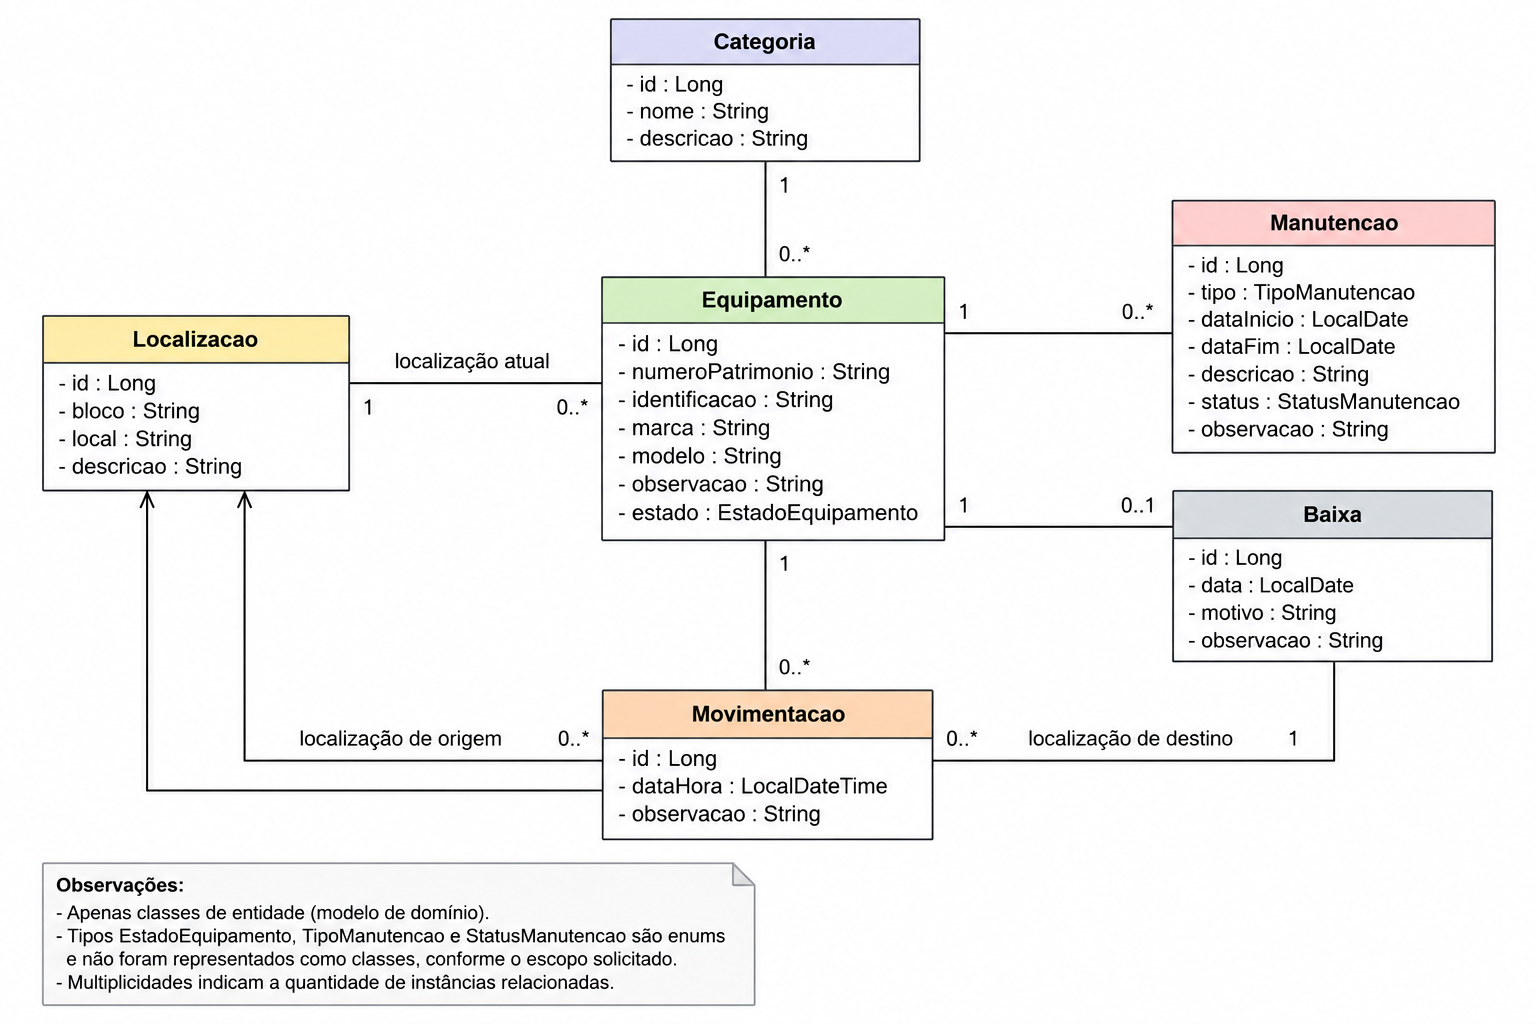 Categoria
- id : Long
- nome : String
- descricao : String
1
0..*
Manutencao
- id : Long
- tipo : TipoManutencao
- dataInicio : LocalDate
- dataFim : LocalDate
- descricao : String
- status : StatusManutencao
- observacao : String
Equipamento
- id : Long
- numeroPatrimonio : String
- identificacao : String
- marca : String
- modelo : String
- observacao : String
- estado : EstadoEquipamento
1
0..*
Localizacao
- id : Long
- bloco : String
- local : String
- descricao : String
localização atual
1
0..*
1
0..1
Baixa
- id : Long
- data : LocalDate
- motivo : String
- observacao : String
1
0..*
Movimentacao
- id : Long
- dataHora : LocalDateTime
- observacao : String
localização de origem
0..*
0..*
localização de destino
1
Observações:
- Apenas classes de entidade (modelo de domínio).
- Tipos EstadoEquipamento, TipoManutencao e StatusManutencao são enums
e não foram representados como classes, conforme o escopo solicitado.
- Multiplicidades indicam a quantidade de instâncias relacionadas.